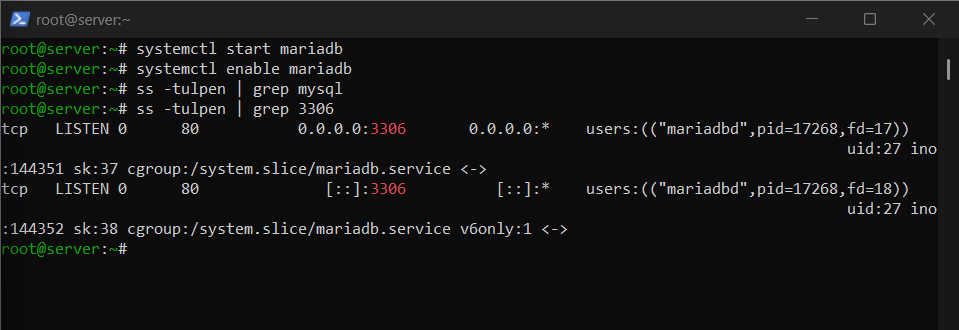 root@server:~
root@server:~# systemctl start mariadb
root@server:~# systemctl enable mariadb
root@server:~# ss -tulpen | grep mysql
root@server:~# ss -tulpen | grep 3306
tcp   LISTEN 0      80           0.0.0.0:3306       0.0.0.0:*    users:(("mariadbd",pid=17268,fd=17))
uid:27 ino
:144351 sk:37 cgroup:/system.slice/mariadb.service <->
tcp   LISTEN 0      80              [::]:3306          [::]:*    users:(("mariadbd",pid=17268,fd=18))
uid:27 ino
:144352 sk:38 cgroup:/system.slice/mariadb.service v6only:1 <->
root@server:~#